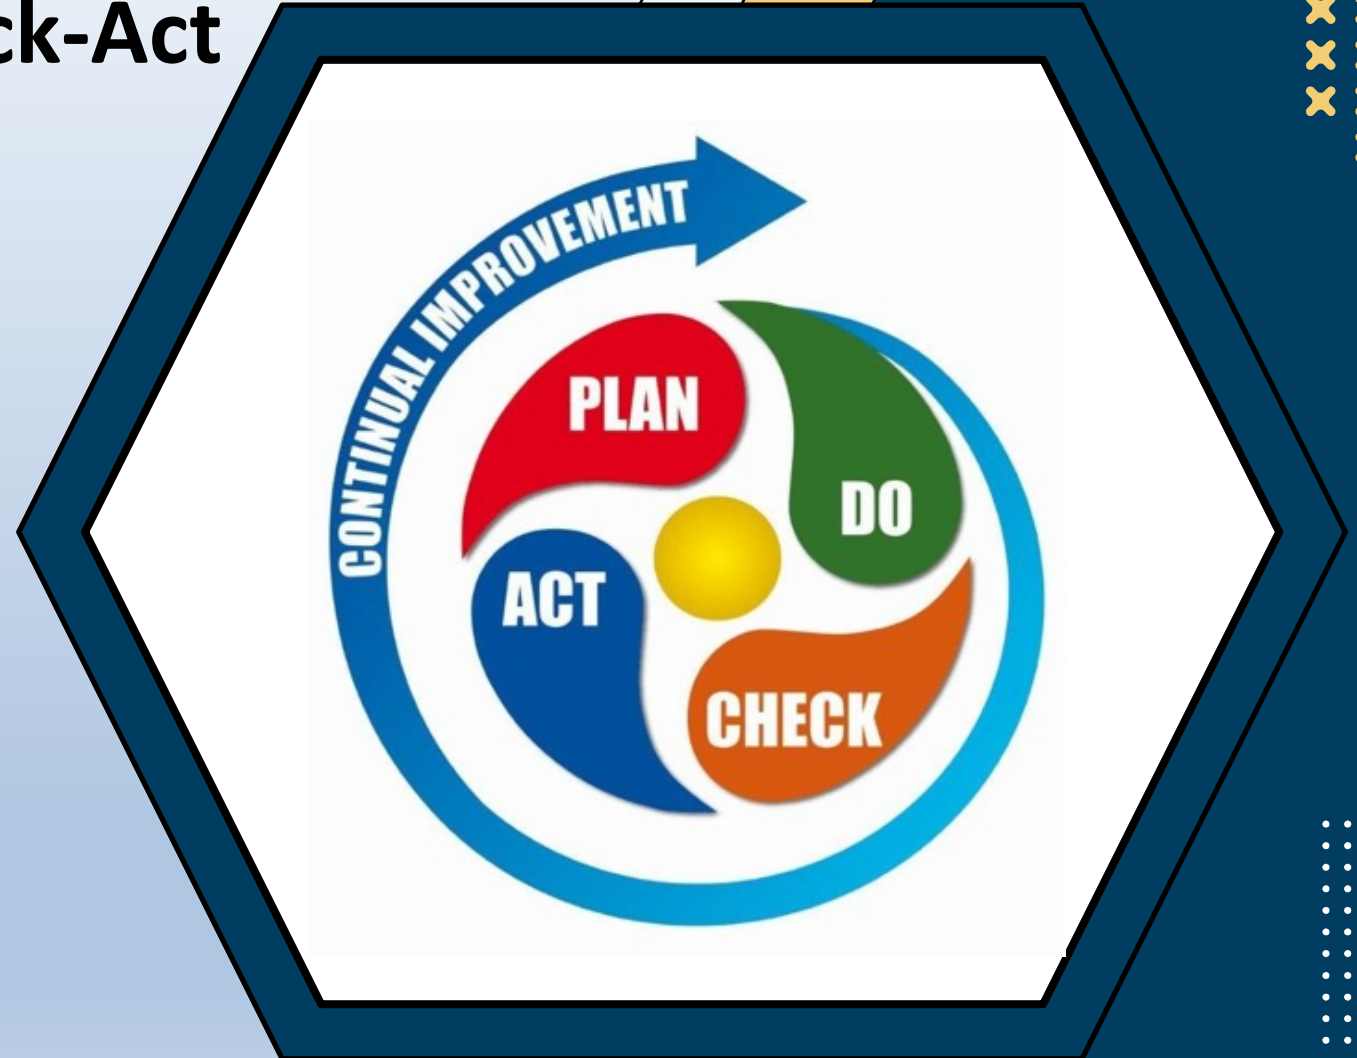 ck-Act
CONTINUAL IMPROVEMENT
PLAN
DO
ACT
CHECK